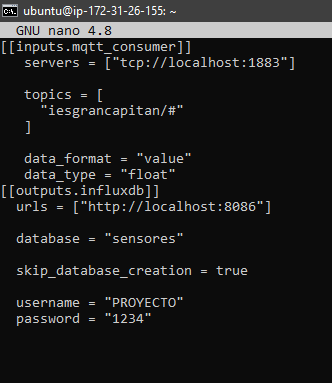 ubuntu@ip-172-31-26-155: ~
GNU nano 4.8
[[inputs.mqtt_consumer]]
servers = ["tcp://localhost:1883"]
topics = [
"iesgrancapitan/#"
]
data_format = "value"
data_type = "float"
[[outputs.influxdb]]
urls = ["http://localhost:8086"]
database = "sensores"
skip_database_creation = true
username = "PROYECTO"
password = "1234"